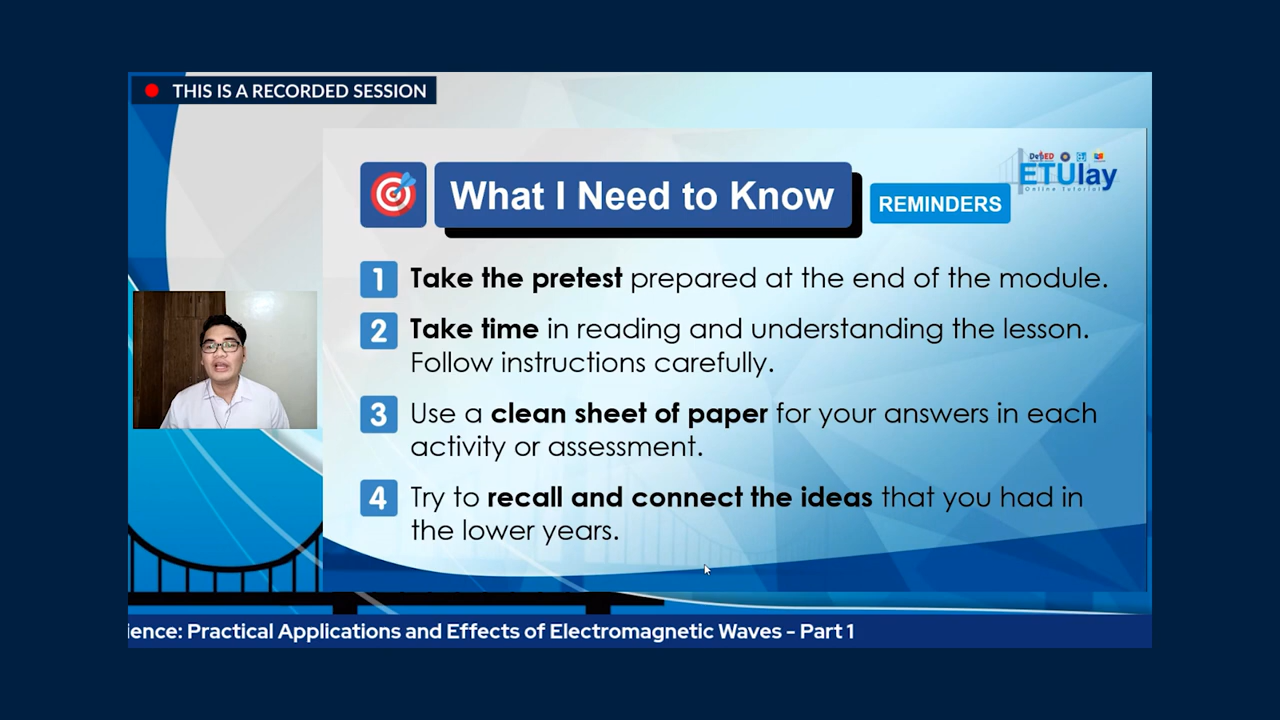 THIS IS A RECORDED SESSION
What I Need to Know
REMINDERS
DepED
ETUlay
Online Tutorial
1 Take the pretest prepared at the end of the module.
2 Take time in reading and understanding the lesson.
Follow instructions carefully.
3 Use a clean sheet of paper for your answers in each
activity or assessment.
4 Try to recall and connect the ideas that you had in
the lower years.
ience: Practical Applications and Effects of Electromagnetic Waves - Part 1